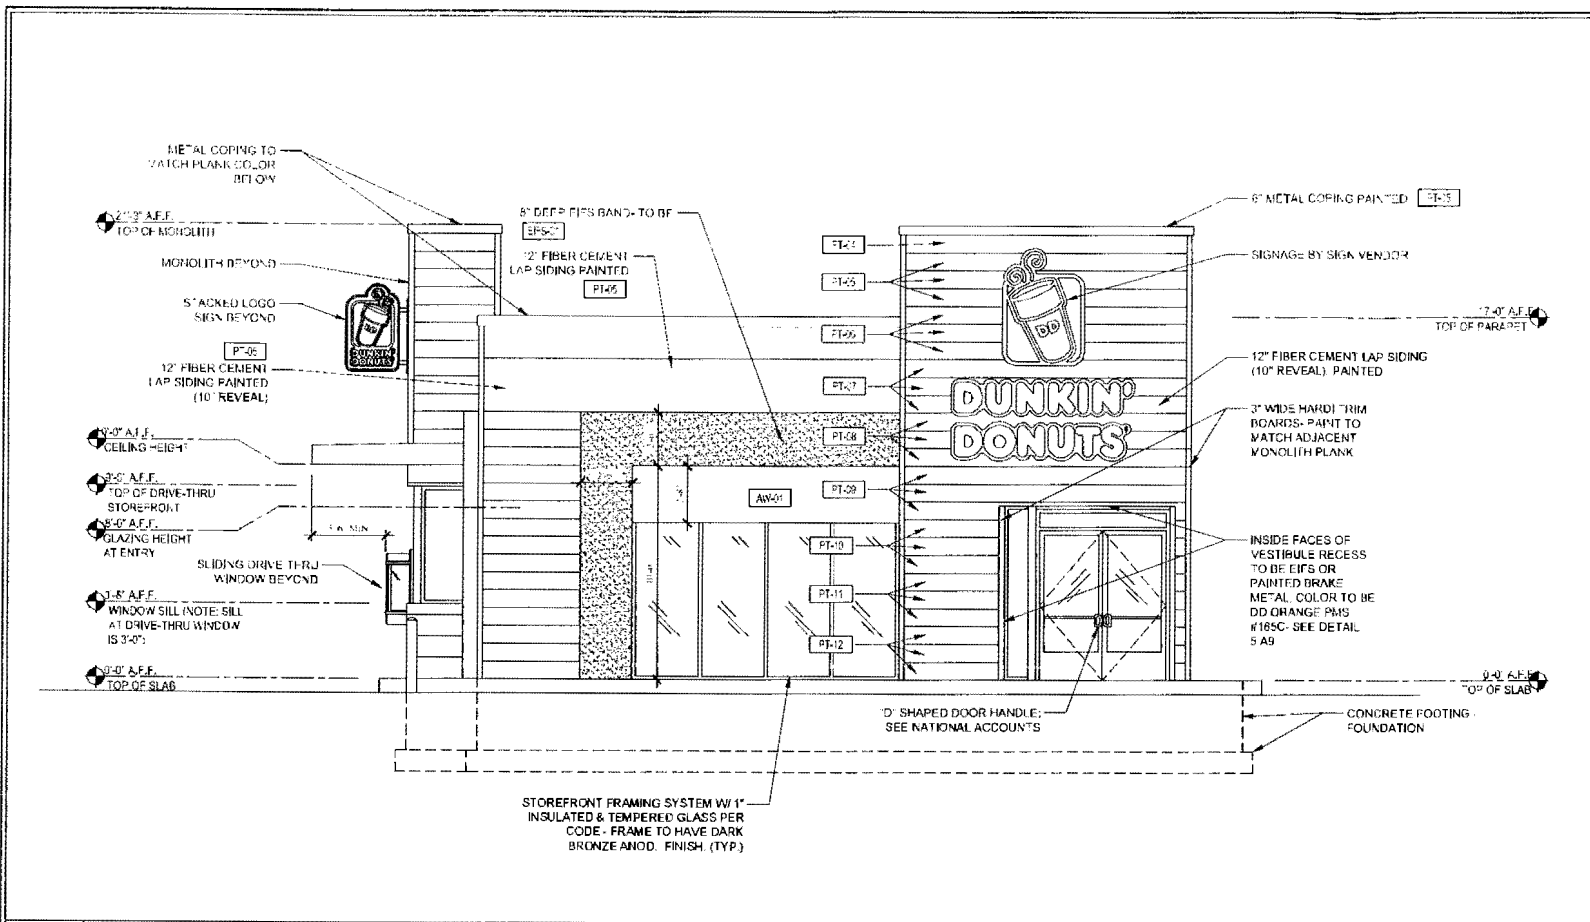 METAL COPING TO
MATCH PLANK COLOR
BELOW
TOP OF MONOLITH
MONOLITH BEYOND
STACKED LOGO
SIGN BEYOND
DD
DUNKIN'
DONUTS
12" FIBER CEMENT
LAP SIDING PAINTED
(10" REVEAL)
CEILING HEIGHT
TOP OF DRIVE-THRU
STOREFRONT
8'-0" A.F.F.
GLAZING HEIGHT
AT ENTRY
SLIDING DRIVE THRU
WINDOW BEYOND
WINDOW SILL (NOTE: SILL
AT DRIVE-THRU WINDOW
IS 3'-0")
0'-0" A.F.F.
TOP OF SLAB
8" DEEP EIFS BAND- TO BE
12" FIBER CEMENT
LAP SIDING PAINTED
AW-01
PT-04
PT-05
PT-06
PT-07
PT-08
PT-09
PT-10
PT-11
PT-12
6" METAL COPING PAINTED
SIGNAGE BY SIGN VENDOR
DD
DUNKIN'
DONUTS'
17'-0" A.F.F.
TOP OF PARAPET
12" FIBER CEMENT LAP SIDING
(10" REVEAL) PAINTED
3" WIDE HARDI TRIM
BOARDS- PAINT TO
MATCH ADJACENT
MONOLITH PLANK
INSIDE FACES OF
VESTIBULE RECESS
TO BE EIFS OR
PAINTED BRAKE
METAL. COLOR TO BE
DD ORANGE PMS
#165C- SEE DETAIL
5 A9
0'-0" A.F.F.
TOP OF SLAB
"D" SHAPED DOOR HANDLE;
SEE NATIONAL ACCOUNTS
CONCRETE FOOTING
FOUNDATION
STOREFRONT FRAMING SYSTEM W/ 1"
INSULATED & TEMPERED GLASS PER
CODE - FRAME TO HAVE DARK
BRONZE ANOD. FINISH. (TYP.)